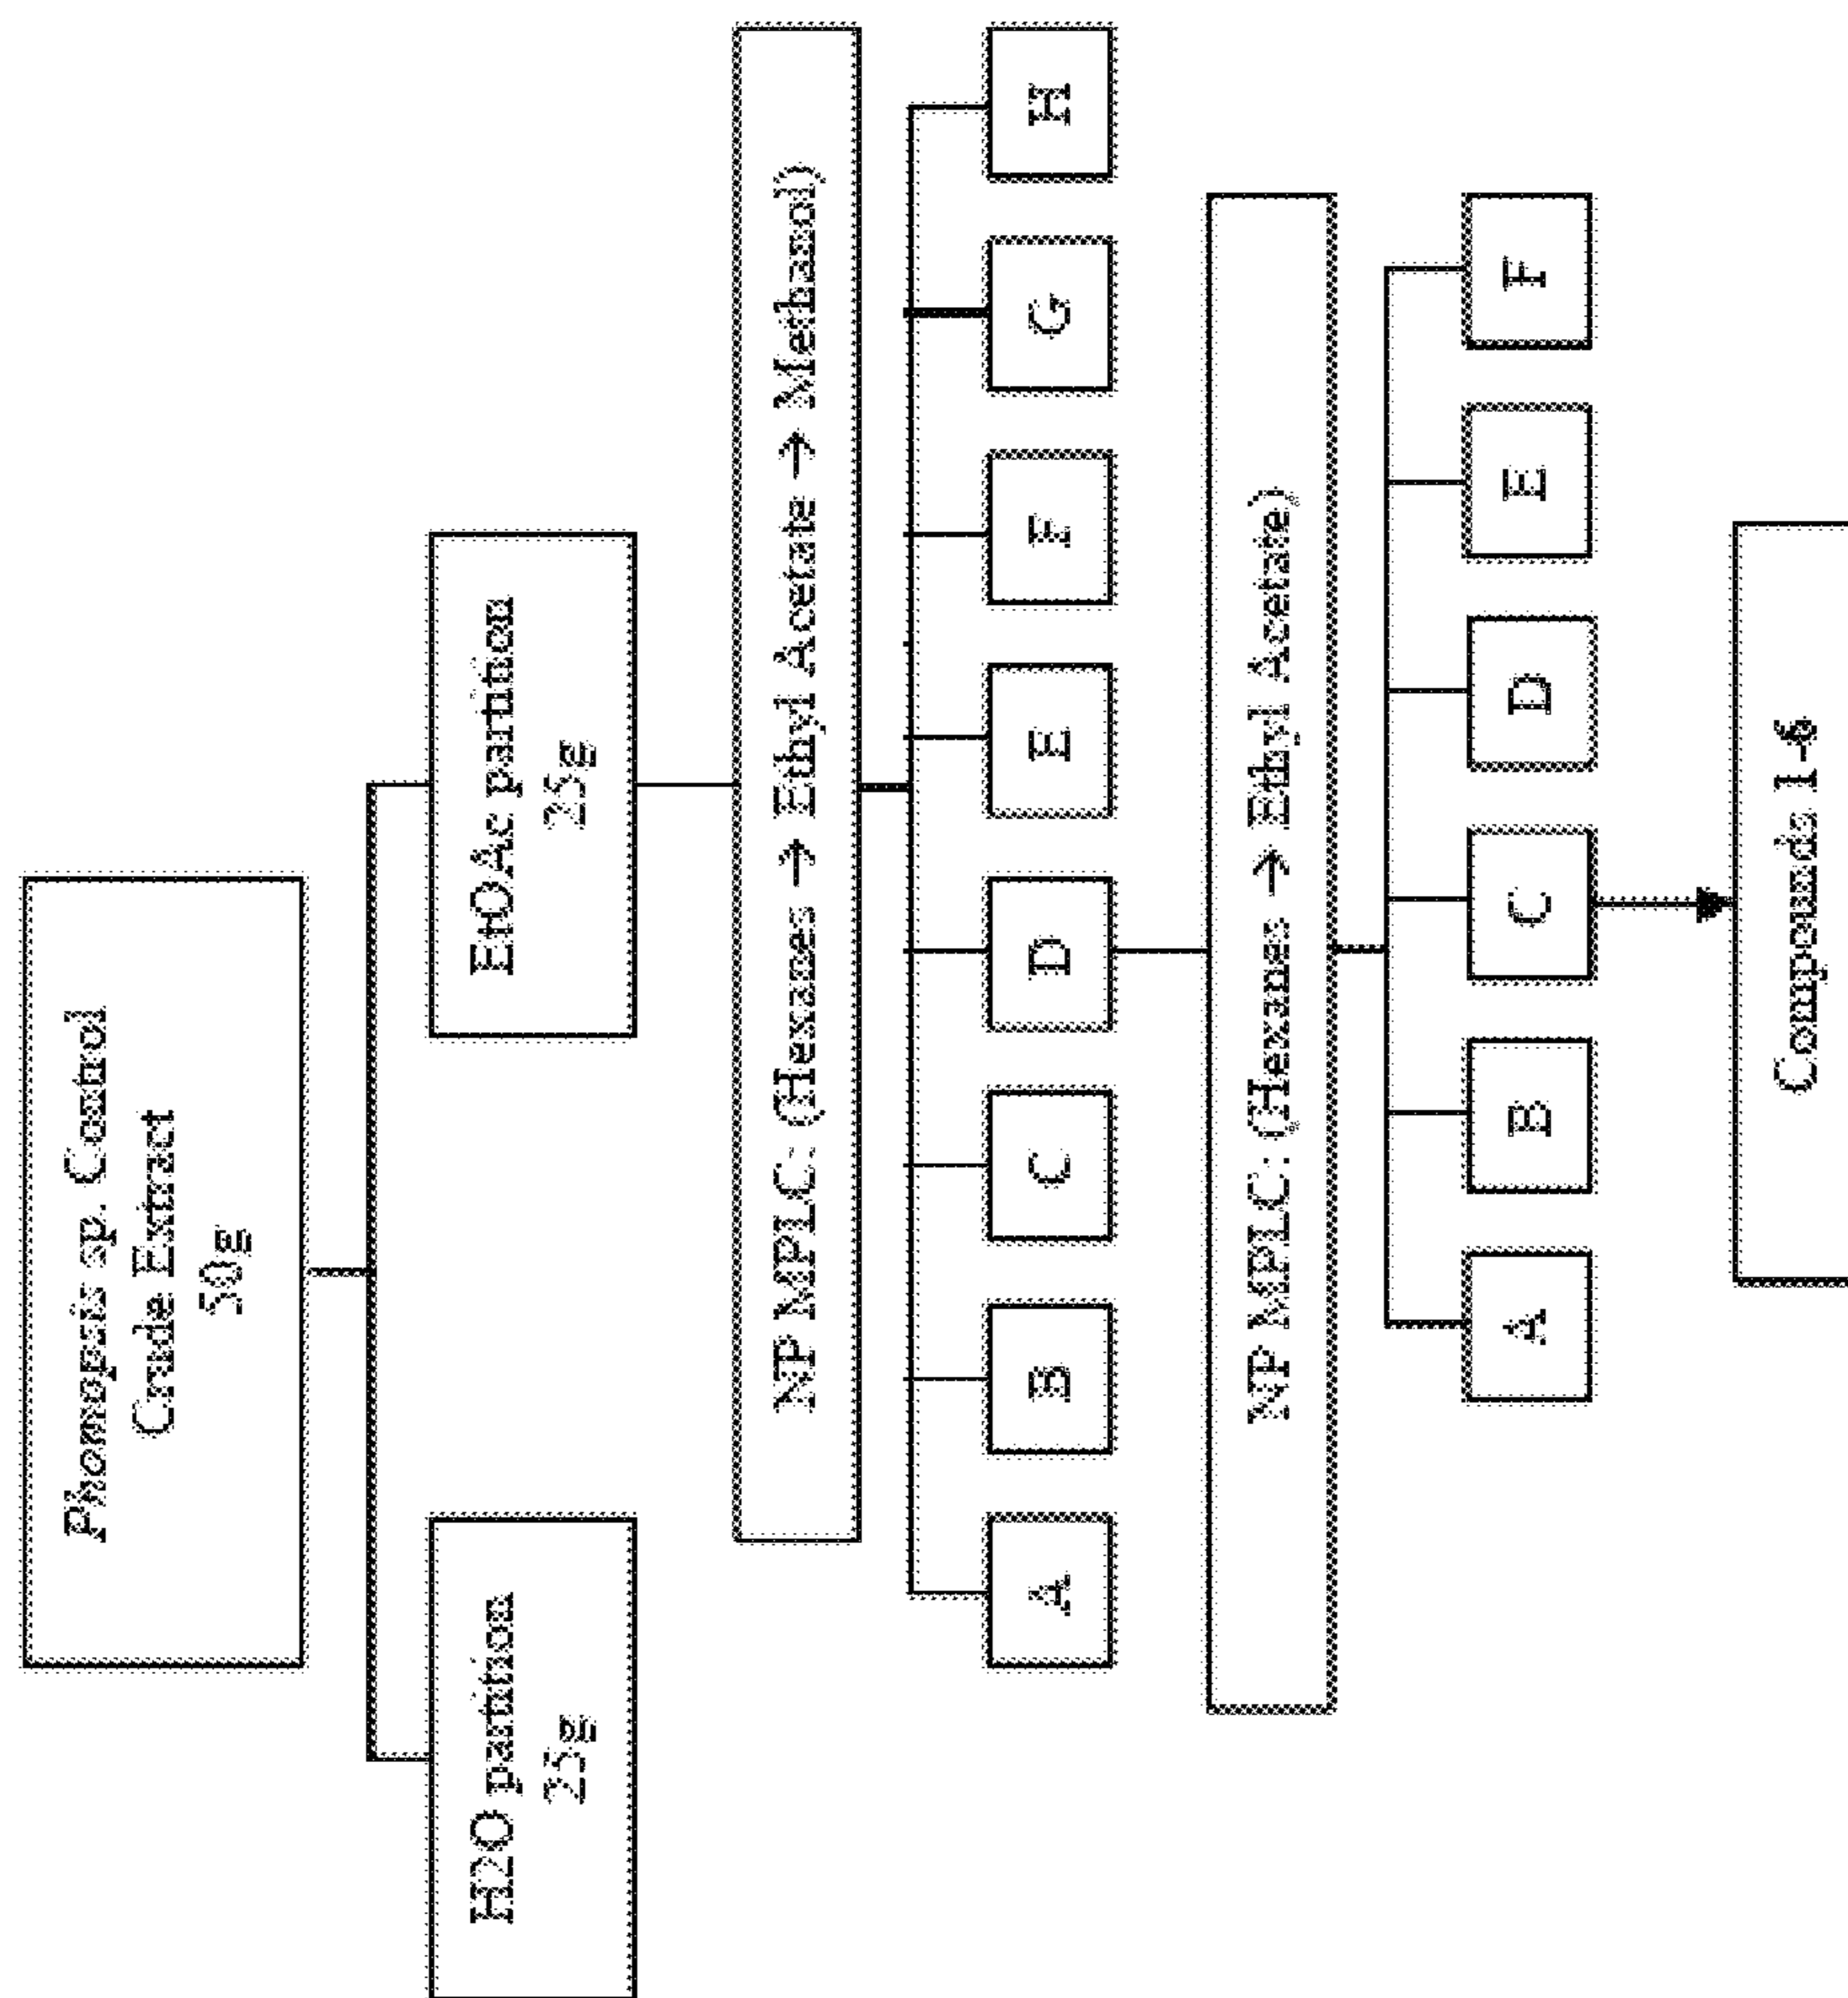 Phomopsis sp. Control
Crude Extract
50g
H2O partition
25g
EtOAc partition
25g
NP MPLC: (Hexanes → Ethyl Acetate → Methanol)
A
B
C
D
E
F
G
H
NP MPLC: (Hexanes → Ethyl Acetate)
A
B
C
D
E
F
Compounds 1-6